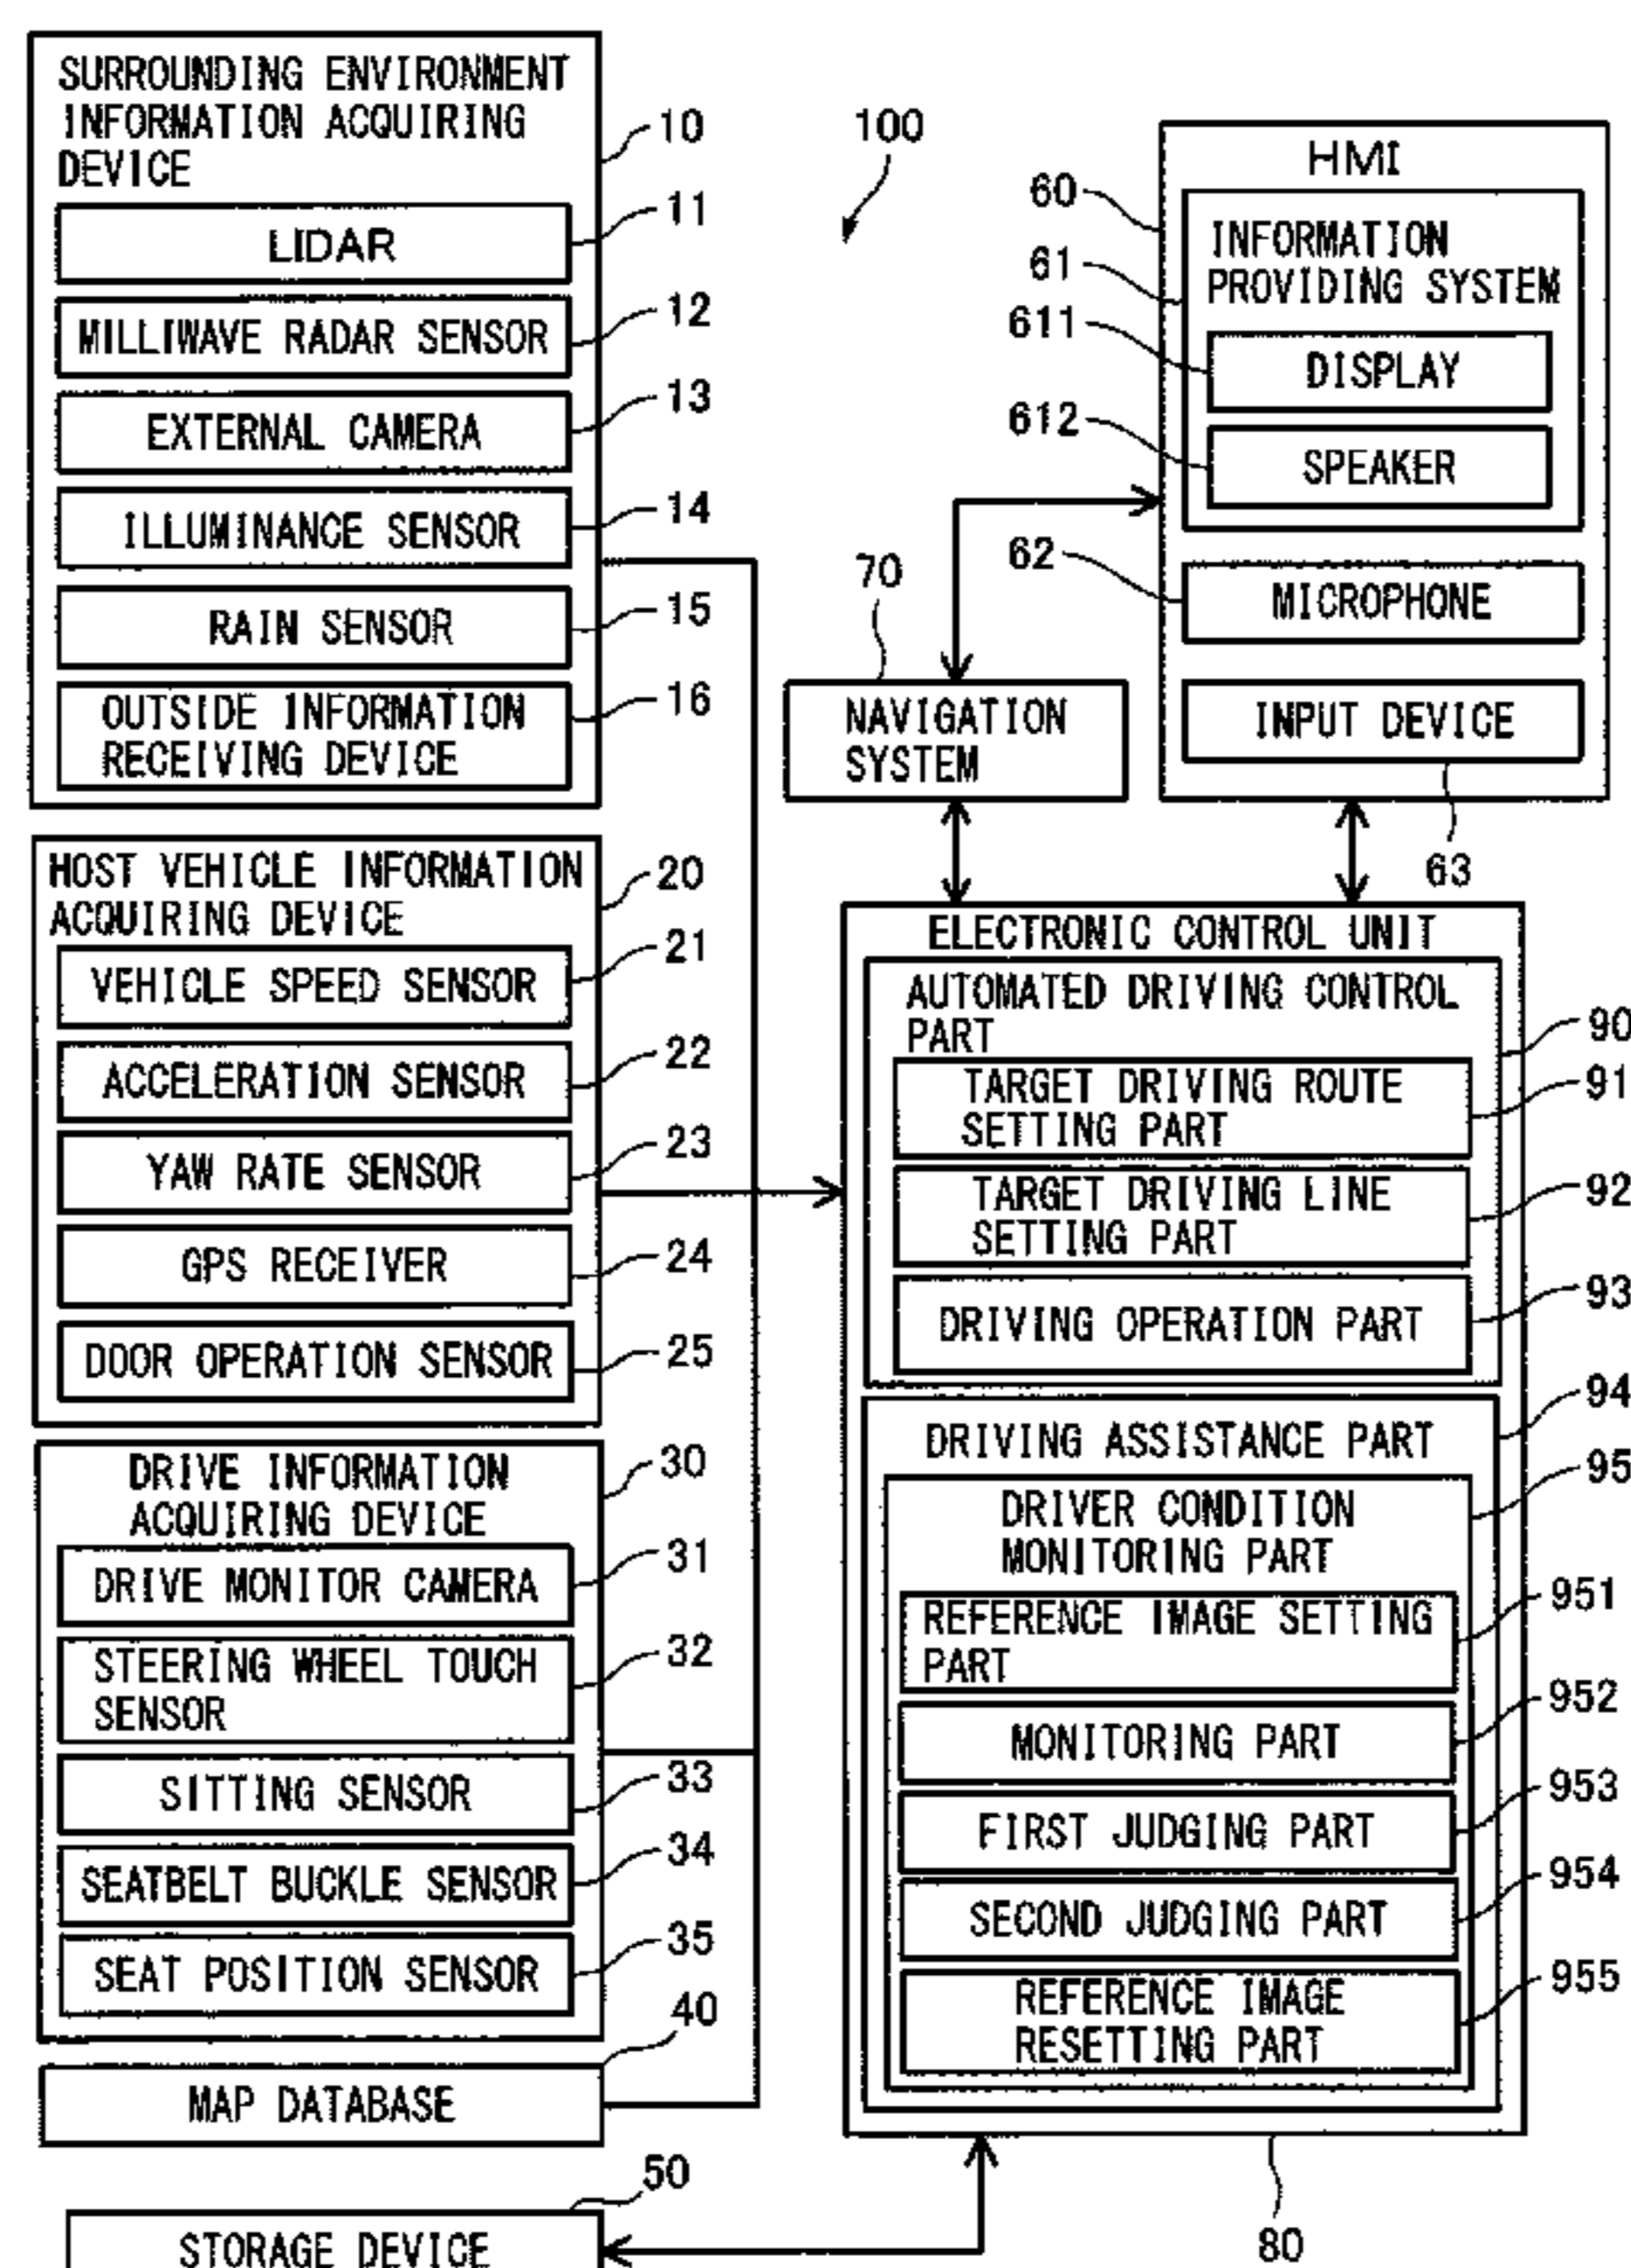 SURROUNDING ENVIRONMENT
INFORMATION ACQUIRING
DEVICE
10
LIDAR
11
MILLIWAVE RADAR SENSOR
12
EXTERNAL CAMERA
13
ILLUMINANCE SENSOR
14
RAIN SENSOR
15
OUTSIDE INFORMATION
RECEIVING DEVICE
16
HOST VEHICLE INFORMATION
ACQUIRING DEVICE
20
VEHICLE SPEED SENSOR
21
ACCELERATION SENSOR
22
YAW RATE SENSOR
23
GPS RECEIVER
24
DOOR OPERATION SENSOR
25
DRIVE INFORMATION
ACQUIRING DEVICE
30
DRIVE MONITOR CAMERA
31
STEERING WHEEL TOUCH
SENSOR
32
SITTING SENSOR
33
SEATBELT BUCKLE SENSOR
34
SEAT POSITION SENSOR
35
MAP DATABASE
40
STORAGE DEVICE
50
100
HMI
60
INFORMATION
PROVIDING SYSTEM
61
DISPLAY
611
SPEAKER
612
MICROPHONE
62
INPUT DEVICE
63
NAVIGATION
SYSTEM
70
ELECTRONIC CONTROL UNIT
AUTOMATED DRIVING CONTROL
PART
90
TARGET DRIVING ROUTE
SETTING PART
91
TARGET DRIVING LINE
SETTING PART
92
DRIVING OPERATION PART
93
DRIVING ASSISTANCE PART
94
DRIVER CONDITION
MONITORING PART
95
REFERENCE IMAGE SETTING
PART
951
MONITORING PART
952
FIRST JUDGING PART
953
SECOND JUDGING PART
954
REFERENCE IMAGE
RESETTING PART
955
80